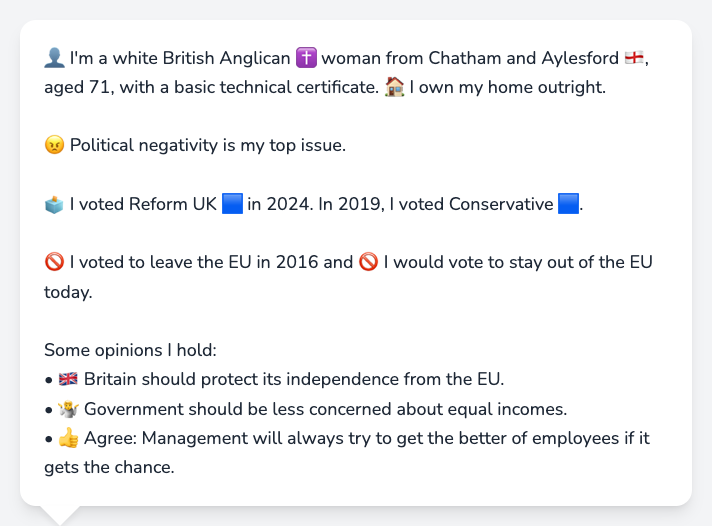 👤 I'm a white British Anglican ✝️ woman from Chatham and Aylesford 🏴󠁧󠁢󠁥󠁮󠁧󠁿,
aged 71, with a basic technical certificate. 🏠 I own my home outright.
😠 Political negativity is my top issue.
🗳️ I voted Reform UK 🟦 in 2024. In 2019, I voted Conservative 🟦.
🚫 I voted to leave the EU in 2016 and 🚫 I would vote to stay out of the EU
today.
Some opinions I hold:
• 🇬🇧 Britain should protect its independence from the EU.
• 🤷 Government should be less concerned about equal incomes.
• 👍 Agree: Management will always try to get the better of employees if it
gets the chance.